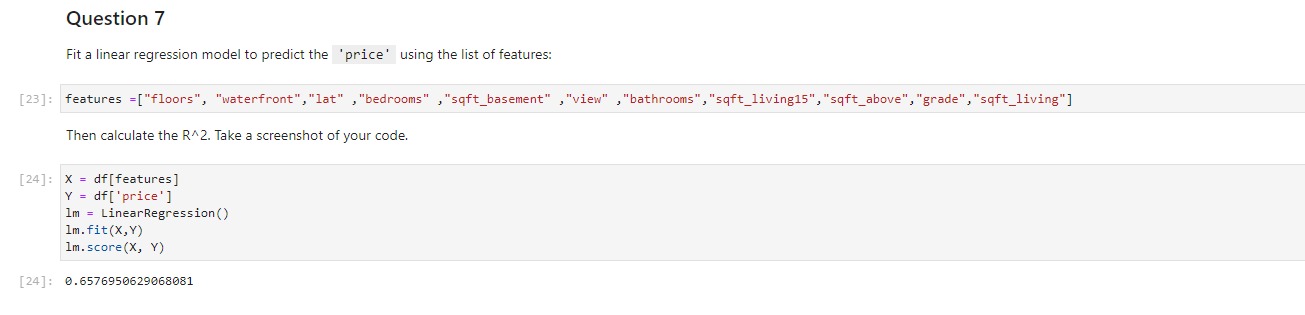 Question 7
Fit a linear regression model to predict the 'price' using the list of features:
[23]: features =["floors", "waterfront","lat" ,"bedrooms" ,"sqft_basement" ,"view" ,"bathrooms","sqft_living15","sqft_above","grade","sqft_living"]
Then calculate the R^2. Take a screenshot of your code.
[24]: X = df[features]
Y = df['price']
lm = LinearRegression()
lm.fit(X,Y)
lm.score(X, Y)
[24]: 0.6576950629068081